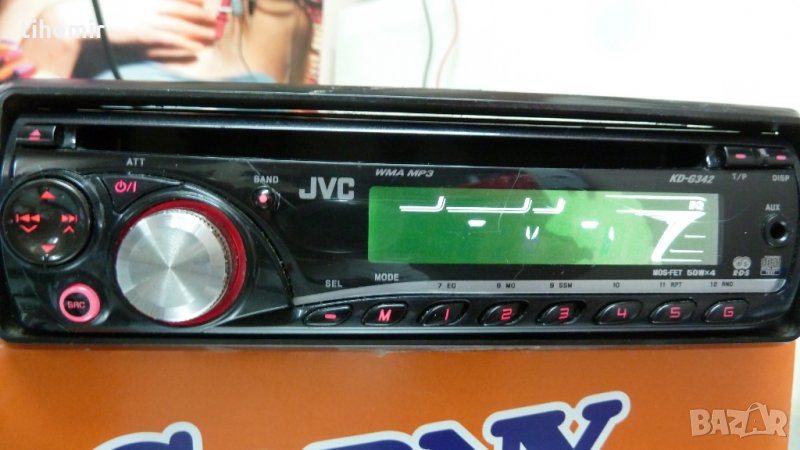 tihomir
ATT
BAND
JVC
WMA MP3
KD-G342
T/P
DISP
AUX
EQ
R·D·S
MOS-FET 50W×4
SEL
MODE
7 EQ
8 MO
9 SSM
10
11 RPT
12 RND
SRC
M
1
2
3
4
5
6
BAZAR